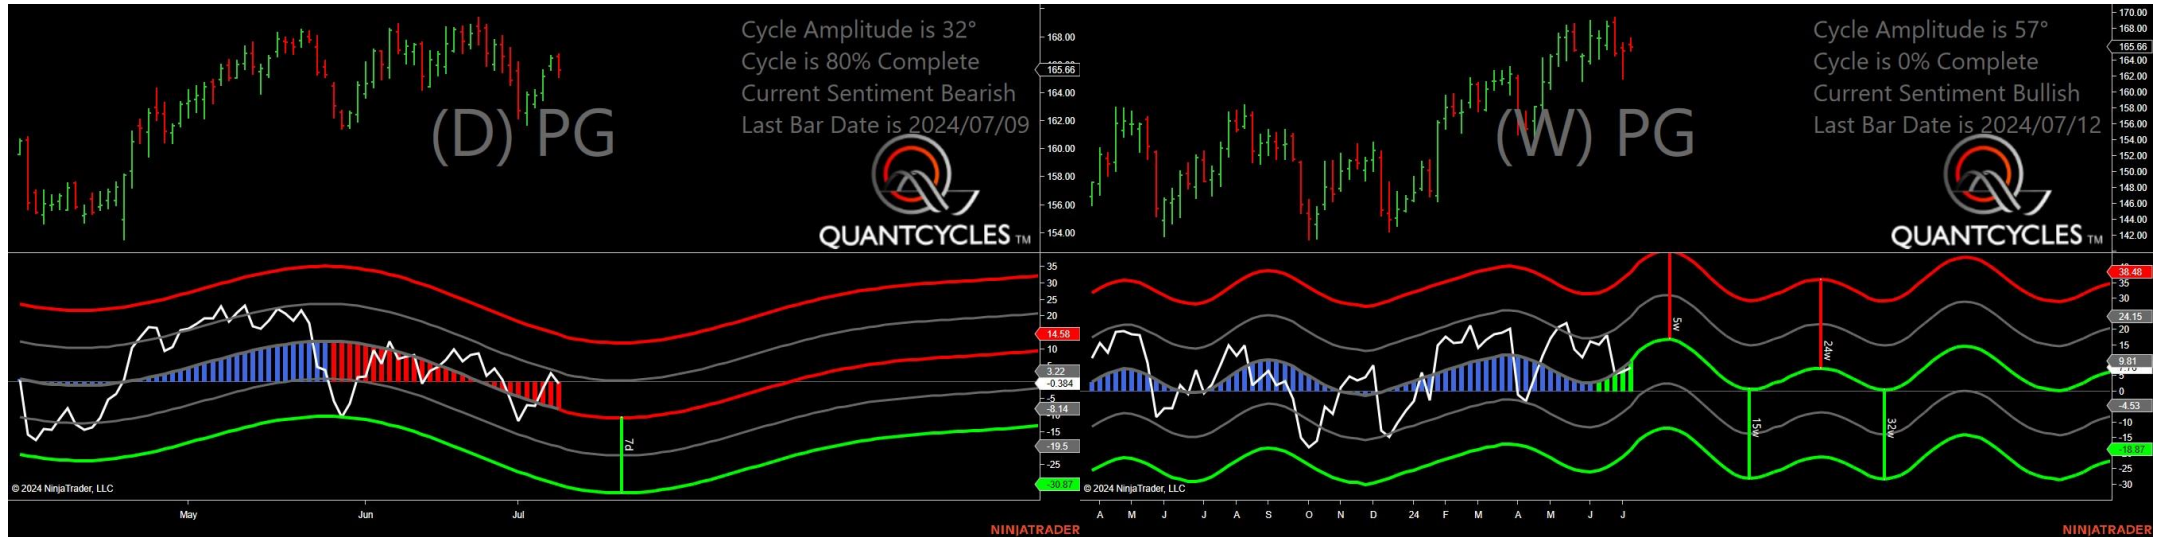 Cycle Amplitude is 32°
Cycle is 80% Complete
Current Sentiment Bearish
Last Bar Date is 2024/07/09
(D) PG
QUANTCYCLES TM
168.00
165.66
164.00
162.00
160.00
158.00
156.00
154.00
35
30
25
20
14.58
10
3.22
-0.384
-5
-8.14
-15
-19.5
-25
-30.87
7d
© 2024 NinjaTrader, LLC
May Jun Jul
NINJATRADER
Cycle Amplitude is 57°
Cycle is 0% Complete
Current Sentiment Bullish
Last Bar Date is 2024/07/12
(W) PG
QUANTCYCLES TM
170.00
168.00
165.66
164.00
162.00
160.00
158.00
156.00
154.00
152.00
150.00
148.00
146.00
144.00
142.00
38.48
35
30
24.15
20
15
9.81
5
0
-4.53
-10
-15
-18.87
-25
-30
5w
24w
15w
32w
© 2024 NinjaTrader, LLC
A M J J A S O N D 24 F M A M J J
NINJATRADER